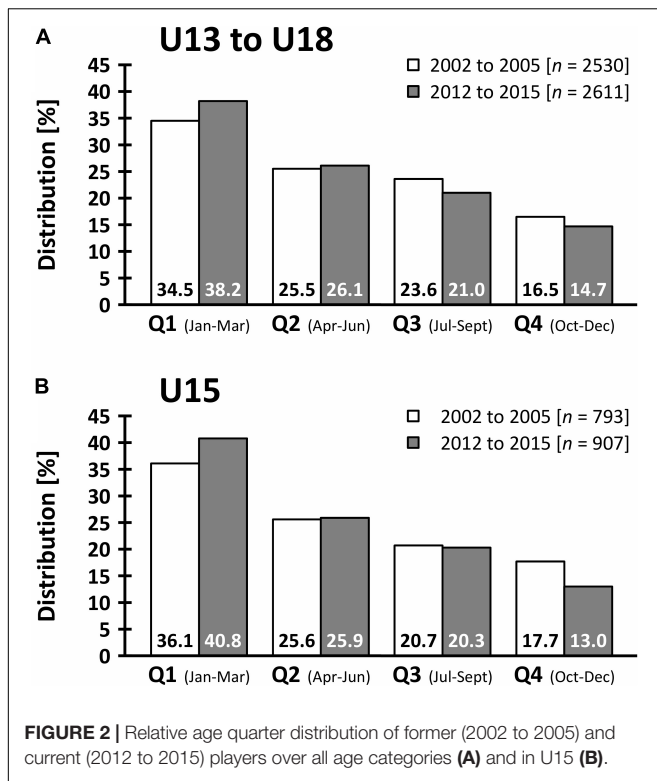 A
U13 to U18
2002 to 2005 [n = 2530]
2012 to 2015 [n = 2611]
Distribution [%]
45
40
35
30
25
20
15
10
5
0
34.5 38.2 25.5 26.1 23.6 21.0 16.5 14.7
Q1 (Jan-Mar) Q2 (Apr-Jun) Q3 (Jul-Sept) Q4 (Oct-Dec)
B
U15
2002 to 2005 [n = 793]
2012 to 2015 [n = 907]
Distribution [%]
45
40
35
30
25
20
15
10
5
0
36.1 40.8 25.6 25.9 20.7 20.3 17.7 13.0
Q1 (Jan-Mar) Q2 (Apr-Jun) Q3 (Jul-Sept) Q4 (Oct-Dec)
FIGURE 2 | Relative age quarter distribution of former (2002 to 2005) and
current (2012 to 2015) players over all age categories (A) and in U15 (B).